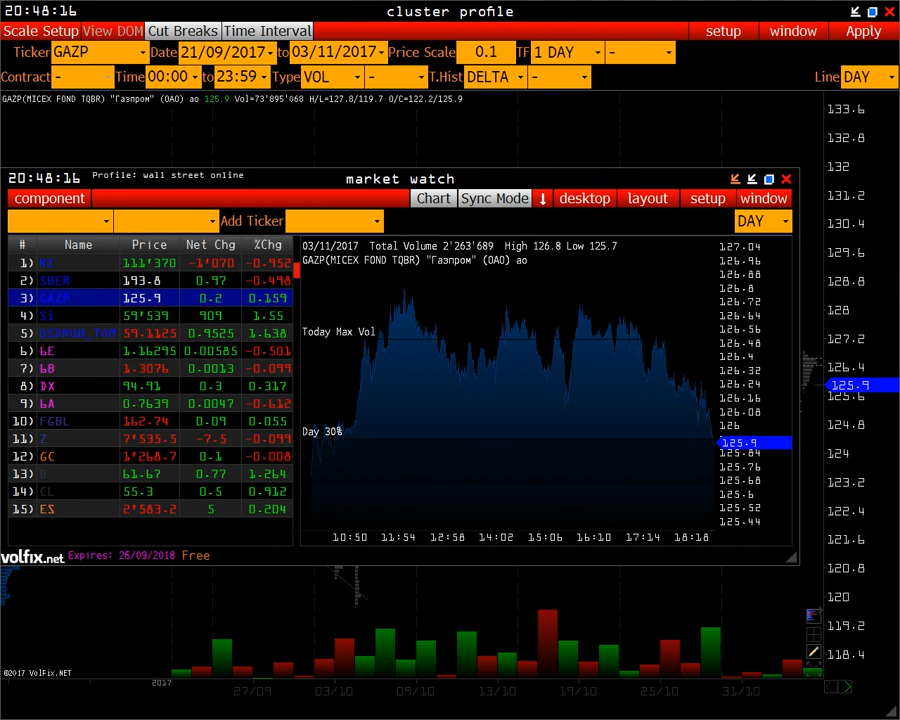 20:48:16 cluster profile
Scale Setup View DOM Cut Breaks Time Interval setup window Apply
Ticker GAZP Date 21/09/2017 to 03/11/2017 Price Scale 0.1 TF 1 DAY -
Contract - Time 00:00 to 23:59 Type VOL - T.Hist DELTA - Line DAY
GAZP(MICEX FOND TQBR) "Газпром" (ОАО) ао 125.9 Vol=73'895'068 H/L=127.8/119.7 O/C=122.2/125.9
133.6
132.8
132
131.2
130.4
129.6
128.8
128
127.2
126.4
125.9
125.6
124.8
124
123.2
122.4
121.6
120.8
120
119.2
118.4
20:48:16 Profile: wall street online market watch
component Chart Sync Mode ↓ desktop layout setup window
Add Ticker DAY
# Name Price Net Chg %Chg
1) RI 111'370 -1'070 -0.952
2) SBER 193.8 0.97 -0.498
3) GAZP 125.9 0.2 0.159
4) Si 59'539 909 1.55
5) USDRUB_TOM 59.1125 0.9525 1.638
6) 6E 1.16295 0.00585 -0.501
7) 6B 1.3076 0.0013 -0.099
8) DX 94.91 0.3 0.317
9) 6A 0.7639 0.0047 -0.612
10) FGBL 162.74 0.09 0.055
11) Z 7'535.5 -7.5 -0.099
12) GC 1'268.7 0.1 -0.008
13) B 61.67 0.77 1.264
14) CL 55.3 0.5 0.912
15) ES 2'583.2 5 0.204
03/11/2017 Total Volume 2'263'689 High 126.8 Low 125.7
GAZP(MICEX FOND TQBR) "Газпром" (ОАО) ао
Today Max Vol
Day 30%
127.04
126.96
126.88
126.8
126.72
126.64
126.56
126.48
126.4
126.32
126.24
126.16
126.08
126
125.9
125.84
125.76
125.68
125.6
125.52
125.44
10:50 11:54 12:58 14:02 15:06 16:10 17:14 18:18
volfix.net Expires: 26/09/2018 Free
©2017 VolFix.NET
2017
27/09 03/10 09/10 13/10 19/10 25/10 31/10